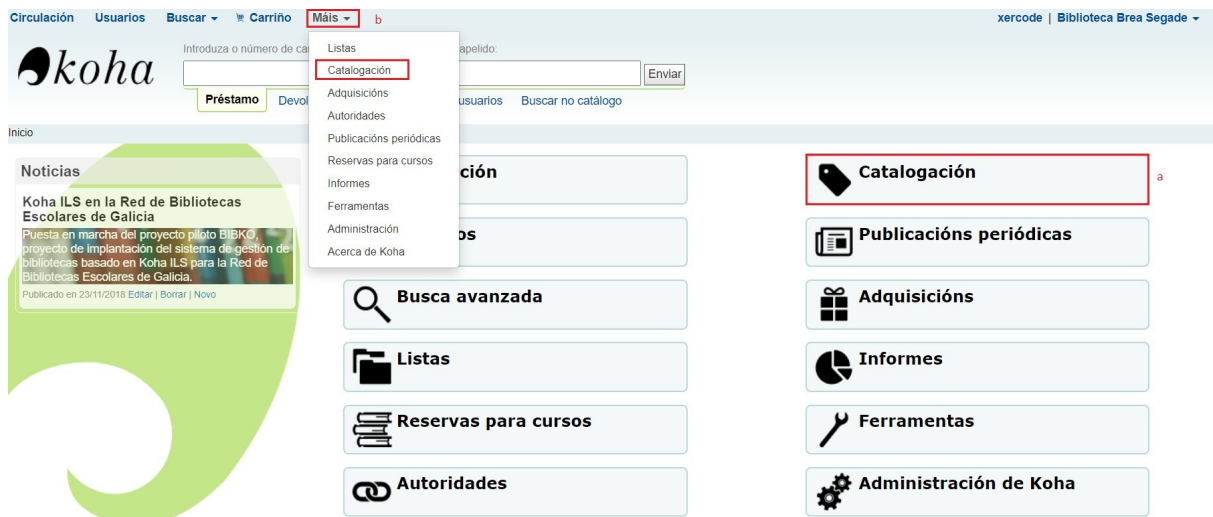 Circulación Usuarios Buscar Carriño Máis b xercode | Biblioteca Brea Segade
koha
Introduza o número de apelido:
Enviar
Préstamo usuarios Buscar no catálogo
Listas
Catalogación
Adquisicións
Autoridades
Publicacións periódicas
Reservas para cursos
Informes
Ferramentas
Administración
Acerca de Koha
Inicio
Noticias
Koha ILS en la Red de Bibliotecas
Escolares de Galicia
Puesta en marcha del proyecto piloto BIBKO,
proyecto de implantación del sistema de gestión de
bibliotecas basado en Koha ILS para la Red de
Bibliotecas Escolares de Galicia.
Publicado en 23/11/2018 Editar | Borrar | Novo
Catalogación a
Publicacións periódicas
Busca avanzada
Adquisicións
Listas
Informes
Reservas para cursos
Ferramentas
Autoridades
Administración de Koha